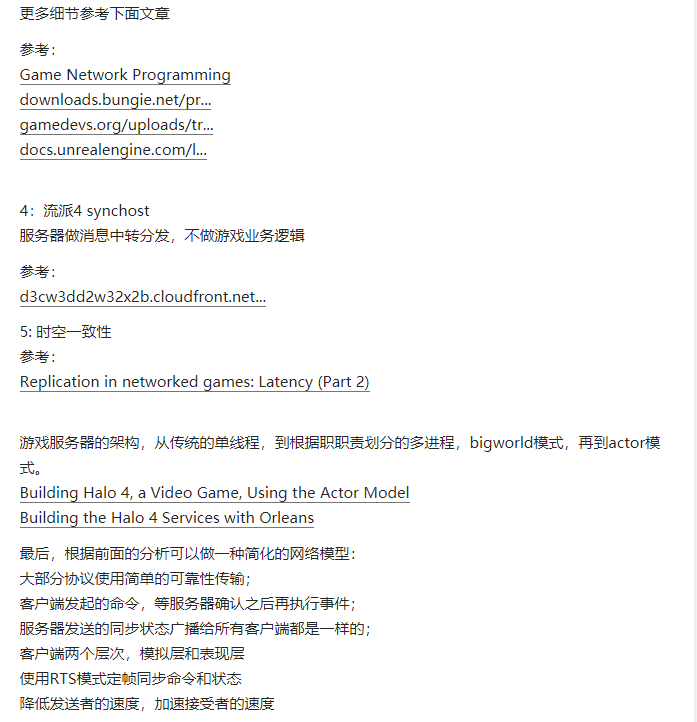 更多细节参考下面文章
参考：
Game Network Programming
downloads.bungie.net/pr...
gamedevs.org/uploads/tr...
docs.unrealengine.com/l...
4：流派4 synchost
服务器做消息中转分发，不做游戏业务逻辑
参考：
d3cw3dd2w32x2b.cloudfront.net...
5: 时空一致性
参考：
Replication in networked games: Latency (Part 2)
游戏服务器的架构，从传统的单线程，到根据职职责划分的多进程，bigworld模式，再到actor模
式。
Building Halo 4, a Video Game, Using the Actor Model
Building the Halo 4 Services with Orleans
最后，根据前面的分析可以做一种简化的网络模型：
大部分协议使用简单的可靠性传输；
客户端发起的命令，等服务器确认之后再执行事件；
服务器发送的同步状态广播给所有客户端都是一样的；
客户端两个层次，模拟层和表现层
使用RTS模式定帧同步命令和状态
降低发送者的速度，加速接受者的速度